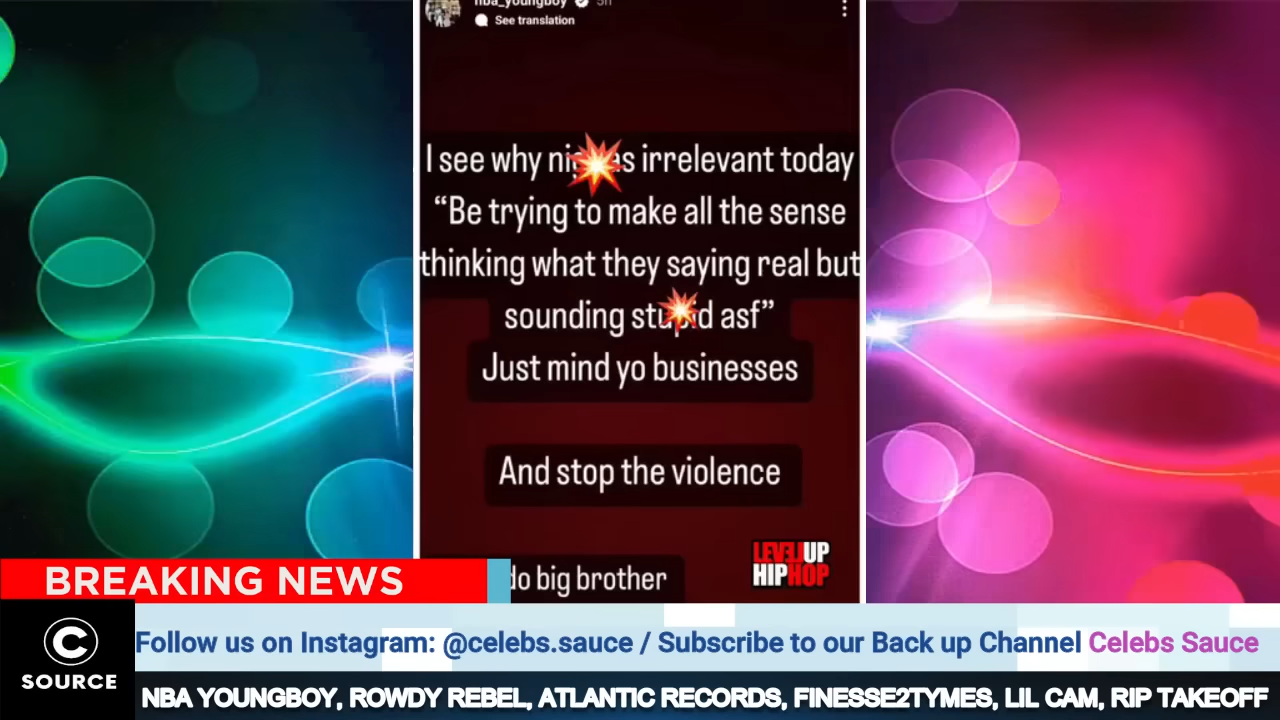 nba_youngboy 5h
See translation
I see why ni as irrelevant today
“Be trying to make all the sense
thinking what they saying real but
sounding stupid asf”
Just mind yo businesses
And stop the violence
do big brother
LEVEL UP
HIPHOP
BREAKING NEWS
C
SOURCE
Follow us on Instagram: @celebs.sauce / Subscribe to our Back up Channel Celebs Sauce
NBA YOUNGBOY, ROWDY REBEL, ATLANTIC RECORDS, FINESSE2TYMES, LIL CAM, RIP TAKEOFF